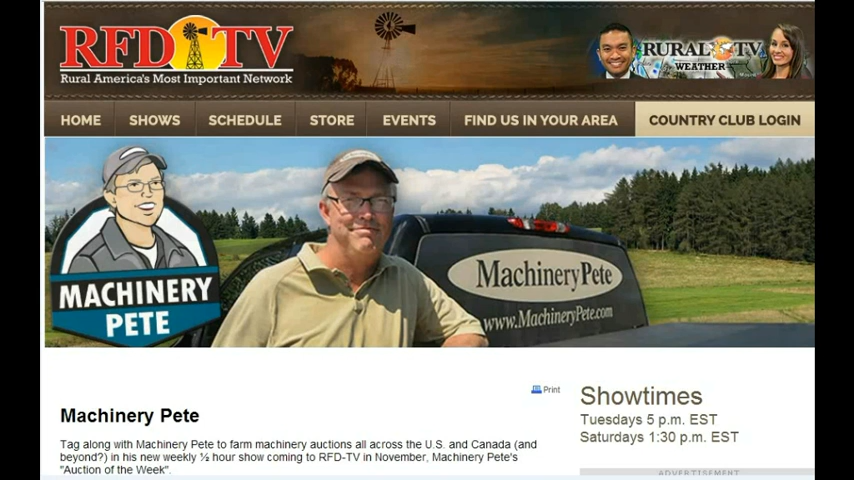 RFD TV
Rural America's Most Important Network
RURAL TV
WEATHER
HOME
SHOWS
SCHEDULE
STORE
EVENTS
FIND US IN YOUR AREA
COUNTRY CLUB LOGIN
MACHINERY
PETE
MachineryPete
www.MachineryPete.com
Print
Machinery Pete
Tag along with Machinery Pete to farm machinery auctions all across the U.S. and Canada (and
beyond?) in his new weekly ½ hour show coming to RFD-TV in November, Machinery Pete's
"Auction of the Week".
Showtimes
Tuesdays 5 p.m. EST
Saturdays 1:30 p.m. EST
ADVERTISEMENT